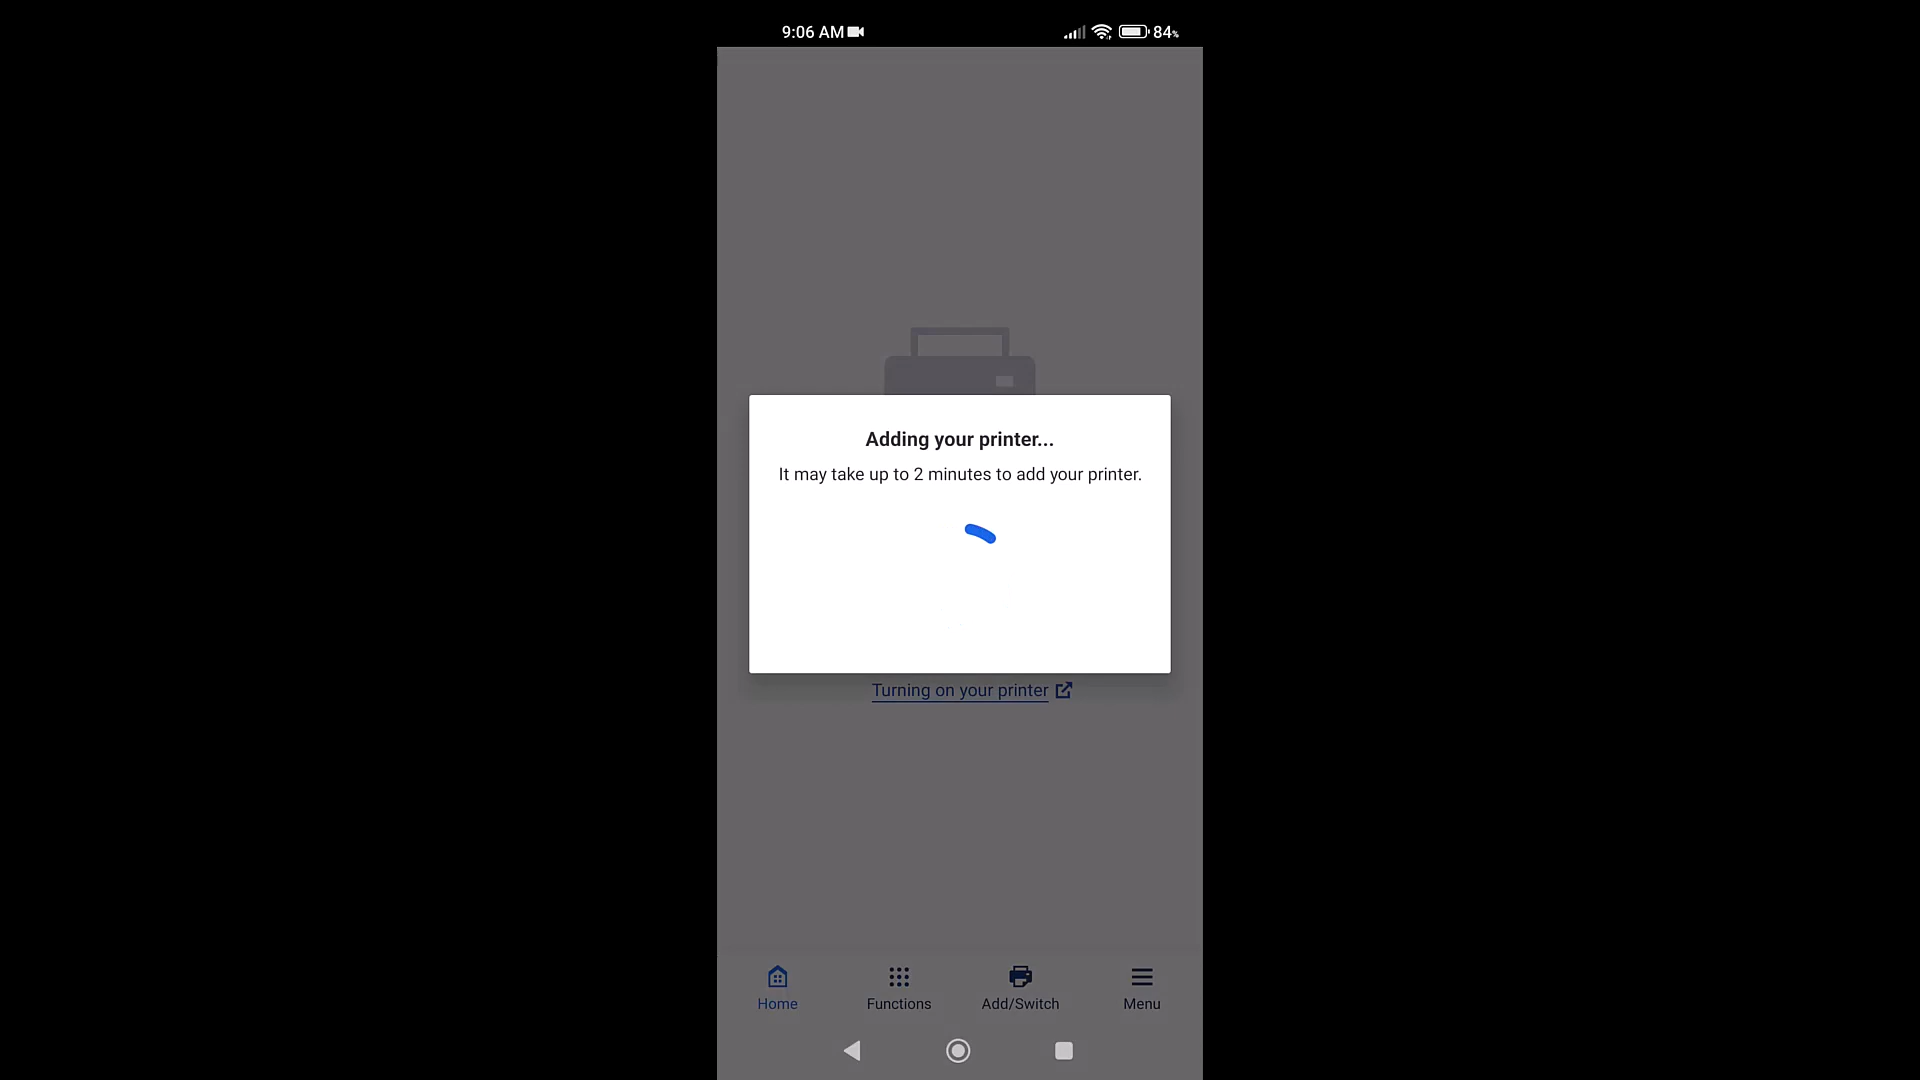 9:06 AM
84%
Adding your printer...
It may take up to 2 minutes to add your printer.
Turning on your printer
Home
Functions
Add/Switch
Menu